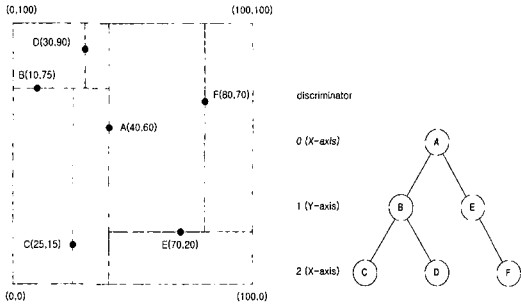 (0,100)
(100,100)
D(30,90)
B(10,75)
F(80,70)
A(40,60)
C(25,15)
E(70,20)
(0,0)
(100,0)
discriminator
0 (X-axis)
A
1 (Y-axis)
B
E
2 (X-axis)
C
D
F